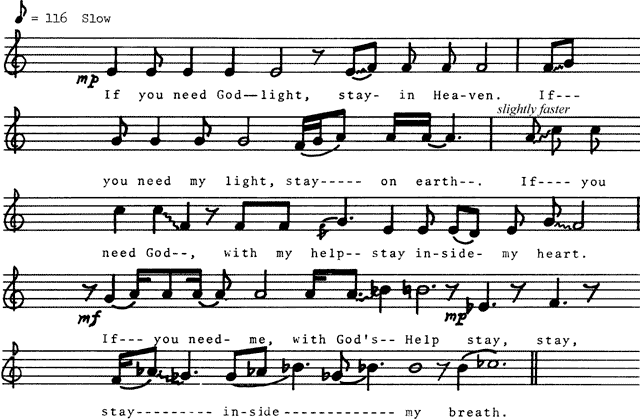 = 116 Slow
mp
If you need God--light, stay- in Hea-ven. If---
slightly faster
you need my light, stay----- on earth--. If---- you
need God--, with my help-- stay in-side- my heart.
mf
mp
If--- you need- me, with God's-- Help stay, stay,
stay--------- in-side ------------- my breath.